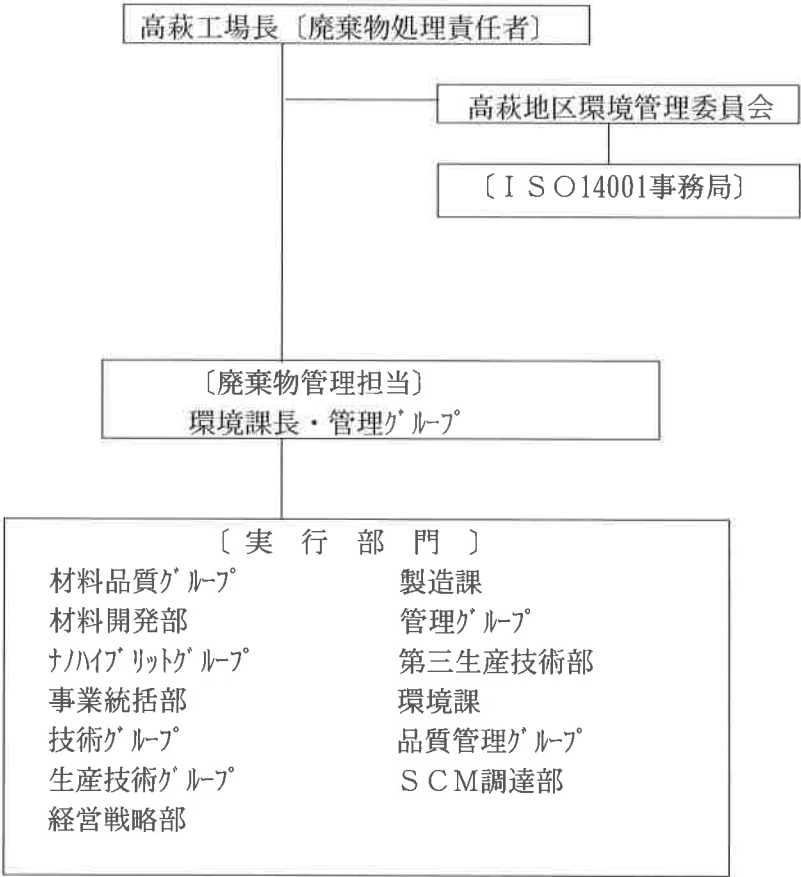 高萩工場長〔廃棄物処理責任者〕
高萩地区環境管理委員会
〔ＩＳＯ14001事務局〕
〔廃棄物管理担当〕
環境課長・管理ｸﾞﾙｰﾌﾟ
〔 実　行　部　門 〕
材料品質ｸﾞﾙｰﾌﾟ　製造課
材料開発部　管理ｸﾞﾙｰﾌﾟ
ﾅﾉﾊｲﾌﾞﾘｯﾄｸﾞﾙｰﾌﾟ　第三生産技術部
事業統括部　環境課
技術ｸﾞﾙｰﾌﾟ　品質管理ｸﾞﾙｰﾌﾟ
生産技術ｸﾞﾙｰﾌﾟ　ＳＣＭ調達部
経営戦略部